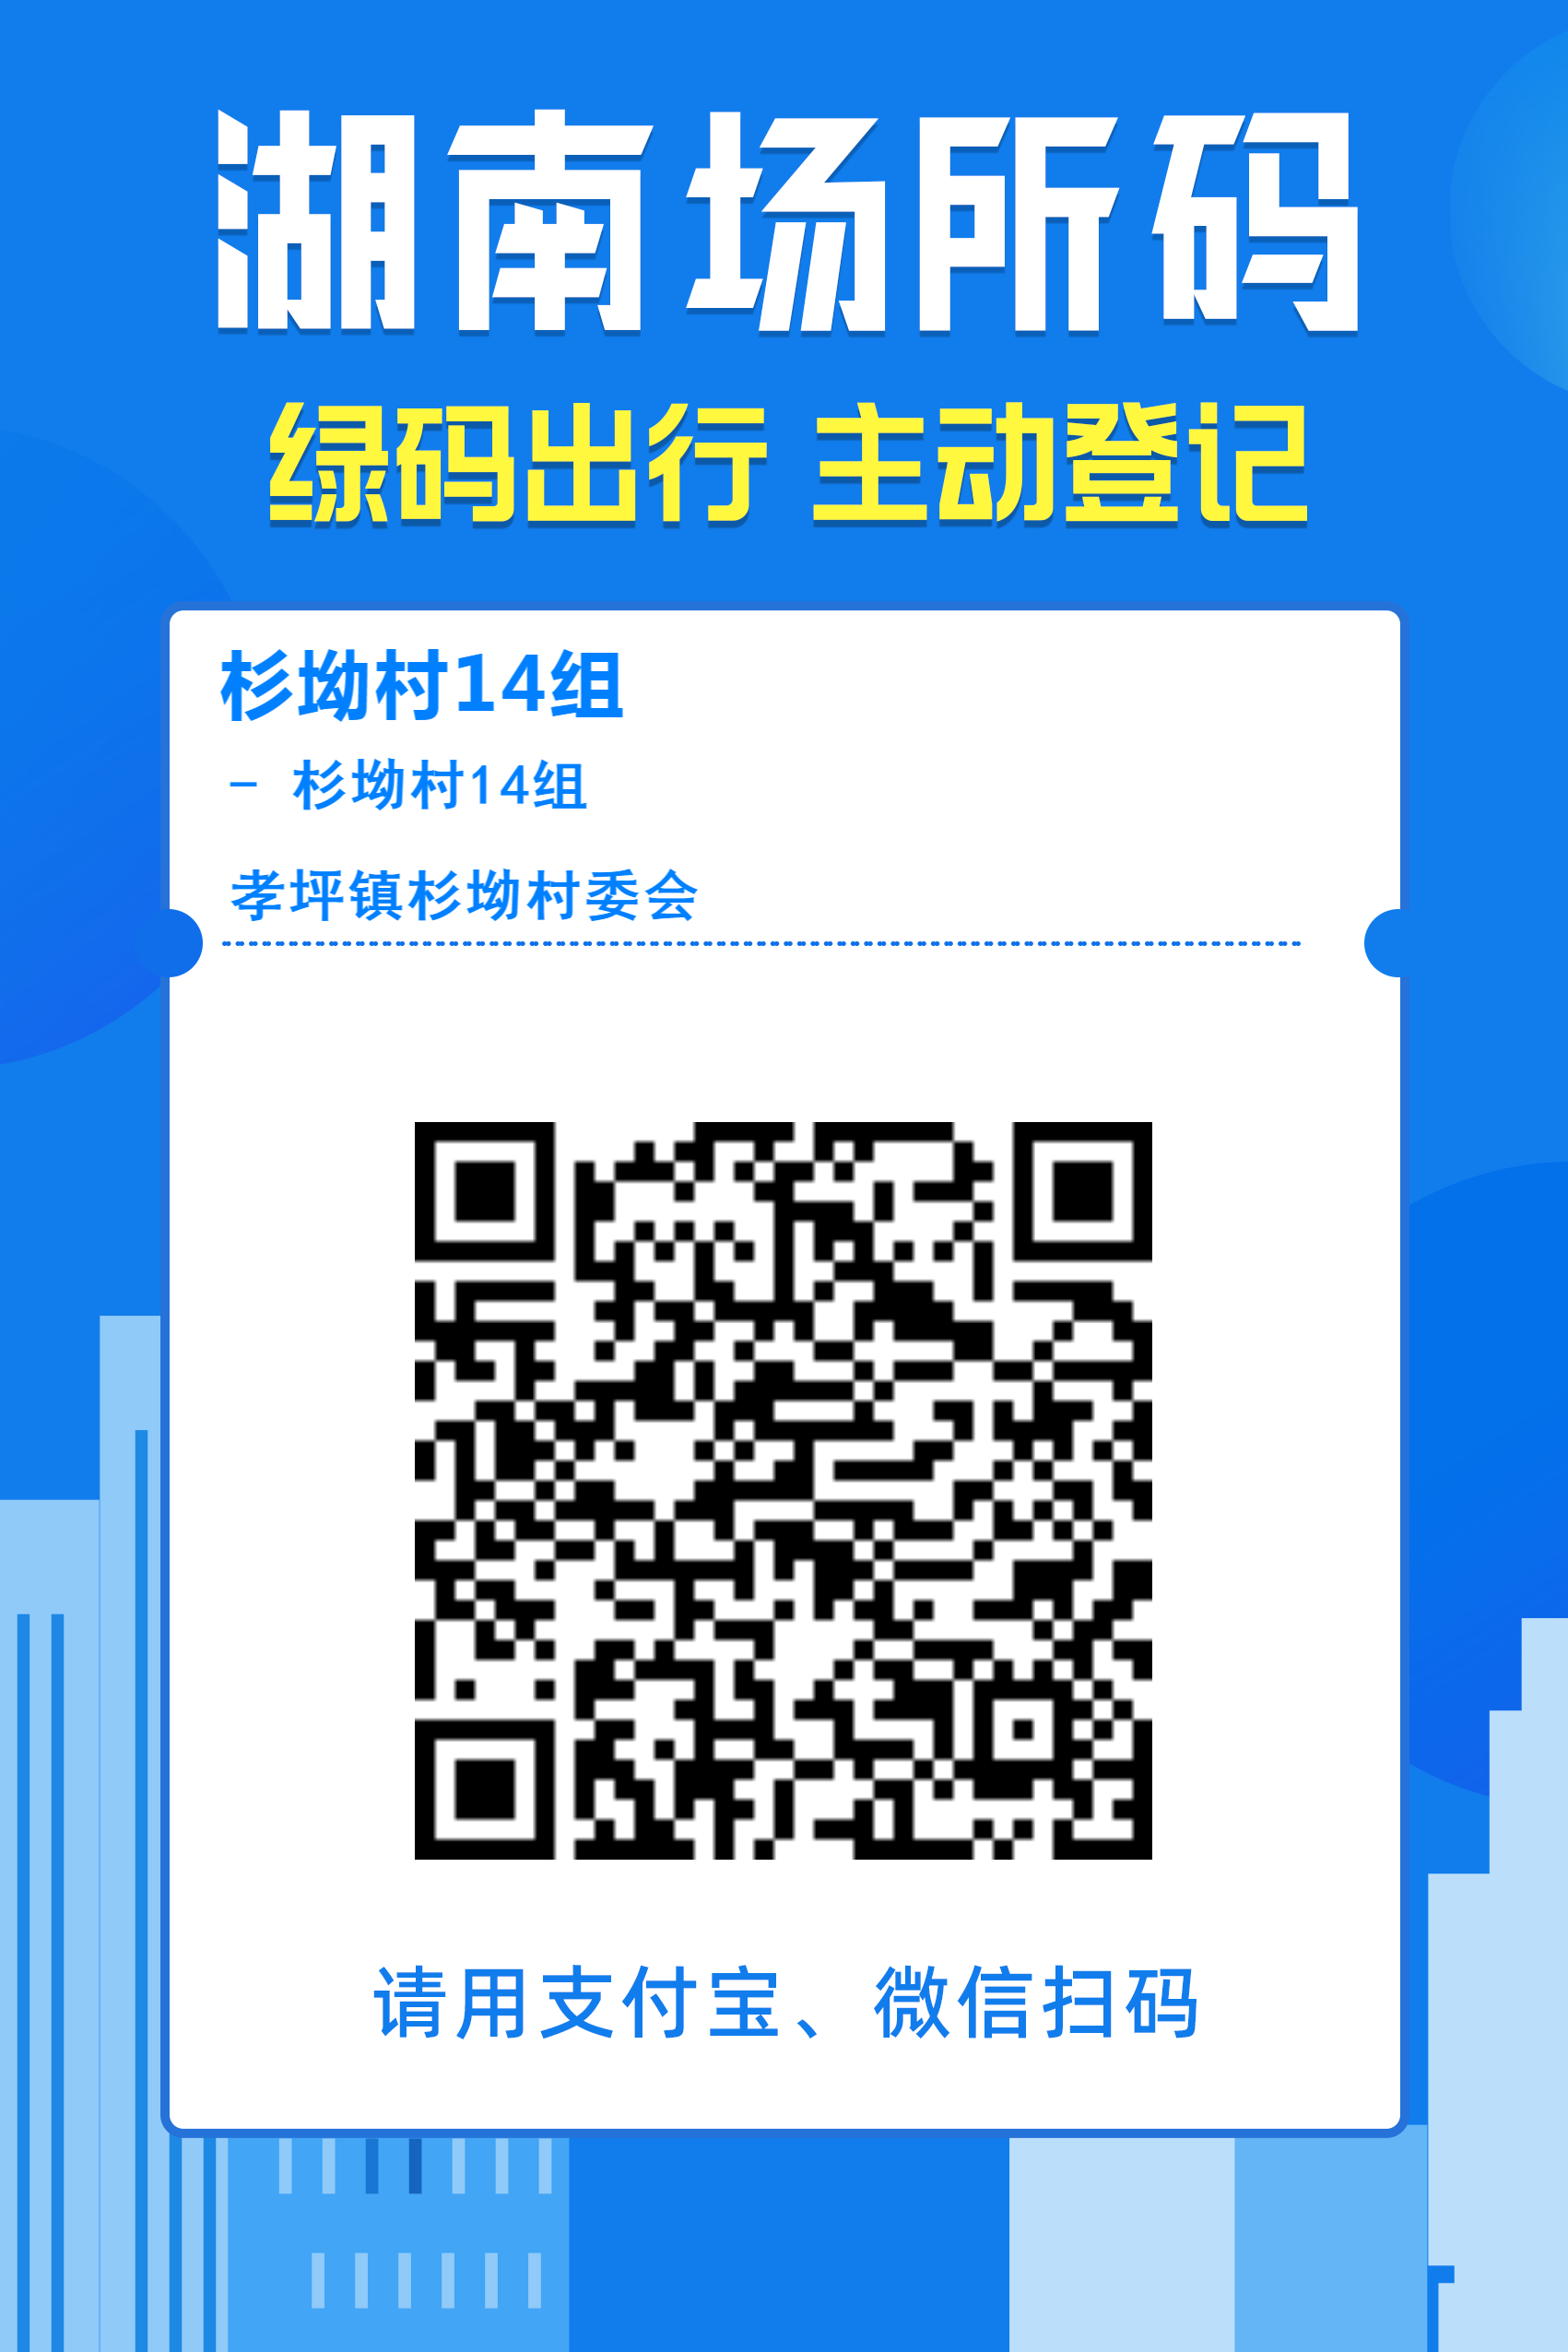 湖南场所码
绿码出行 主动登记
杉坳村14组
－ 杉坳村14组
孝坪镇杉坳村委会
请用支付宝、微信扫码